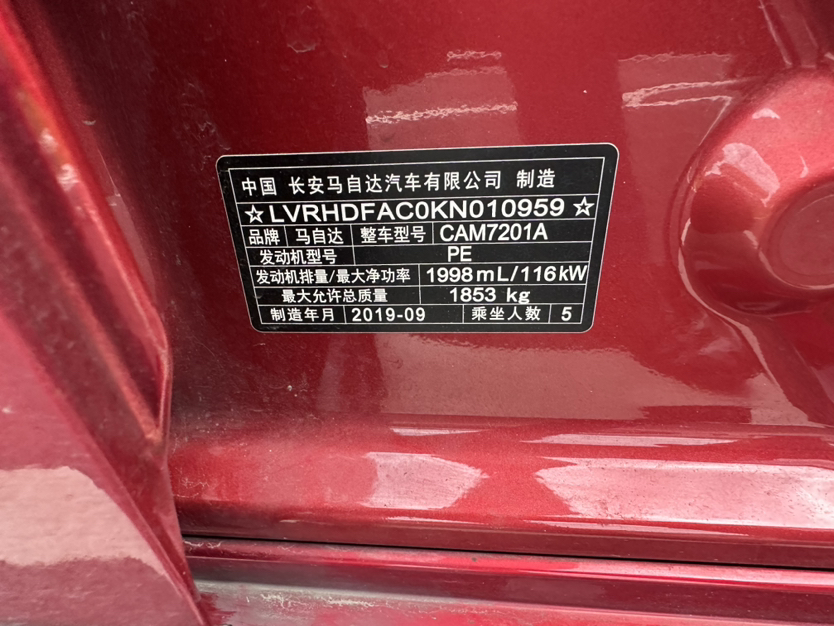 中国 长安马自达汽车有限公司 制造
☆LVRHDFAC0KN010959☆
品牌 马自达 整车型号 CAM7201A
发动机型号 PE
发动机排量/最大净功率 1998mL/116kW
最大允许总质量 1853 kg
制造年月 2019-09 乘坐人数 5